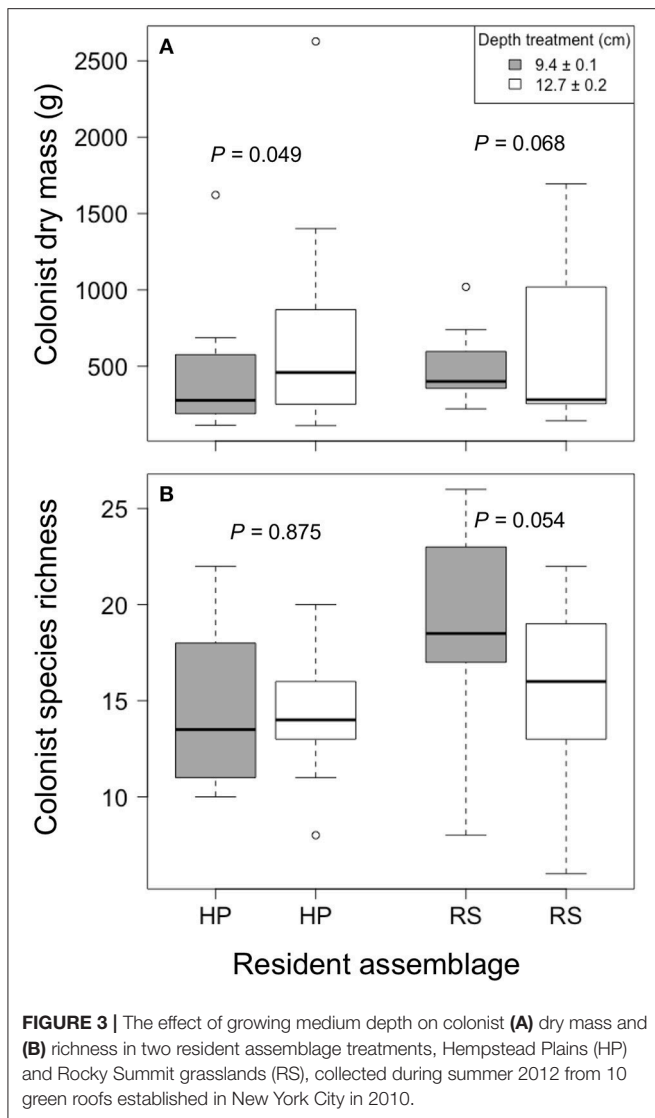 A
Depth treatment (cm)
9.4 ± 0.1
12.7 ± 0.2
P = 0.049
P = 0.068
Colonist dry mass (g)
2500
2000
1500
1000
500
B
P = 0.875
P = 0.054
Colonist species richness
25
20
15
10
HP HP RS RS
Resident assemblage
FIGURE 3 | The effect of growing medium depth on colonist (A) dry mass and
(B) richness in two resident assemblage treatments, Hempstead Plains (HP)
and Rocky Summit grasslands (RS), collected during summer 2012 from 10
green roofs established in New York City in 2010.